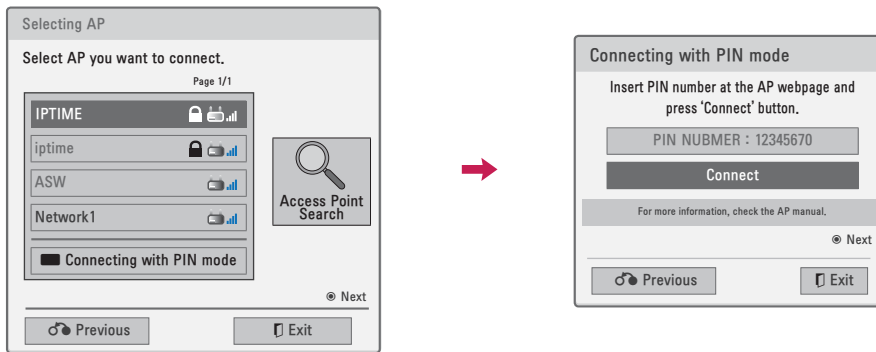 Selecting AP
Select AP you want to connect.
Page 1/1
IPTIME
iptime
ASW
Network1
Connecting with PIN mode
Access Point
Search
Next
Previous
Exit
Connecting with PIN mode
Insert PIN number at the AP webpage and
press ‘Connect’ button.
PIN NUBMER : 12345670
Connect
For more information, check the AP manual.
Next
Previous
Exit